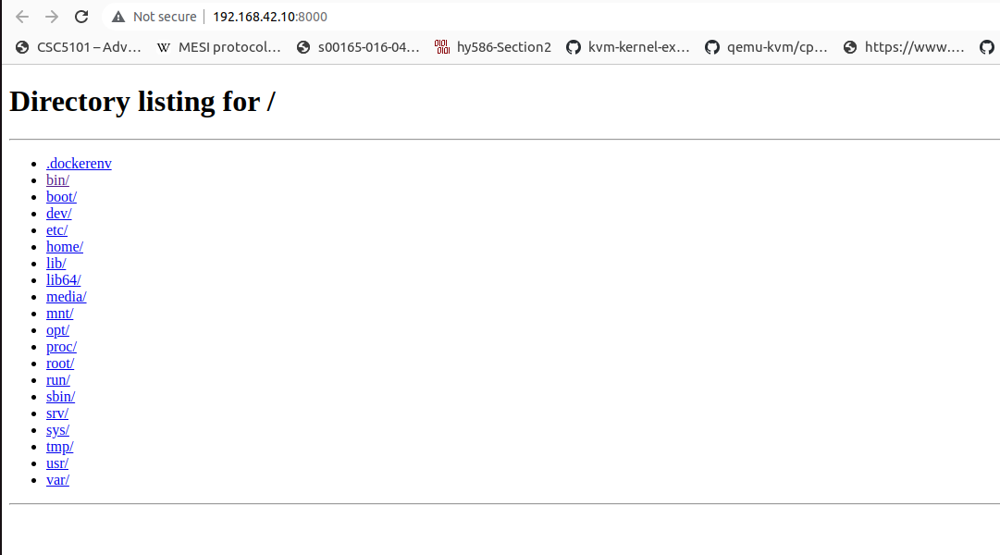 Not secure 192.168.42.10:8000
CSC5101 – Adv… MESI protocol… s00165-016-04… hy586-Section2 kvm-kernel-ex… qemu-kvm/cp… https://www.…
Directory listing for /
.dockerenv
bin/
boot/
dev/
etc/
home/
lib/
lib64/
media/
mnt/
opt/
proc/
root/
run/
sbin/
srv/
sys/
tmp/
usr/
var/